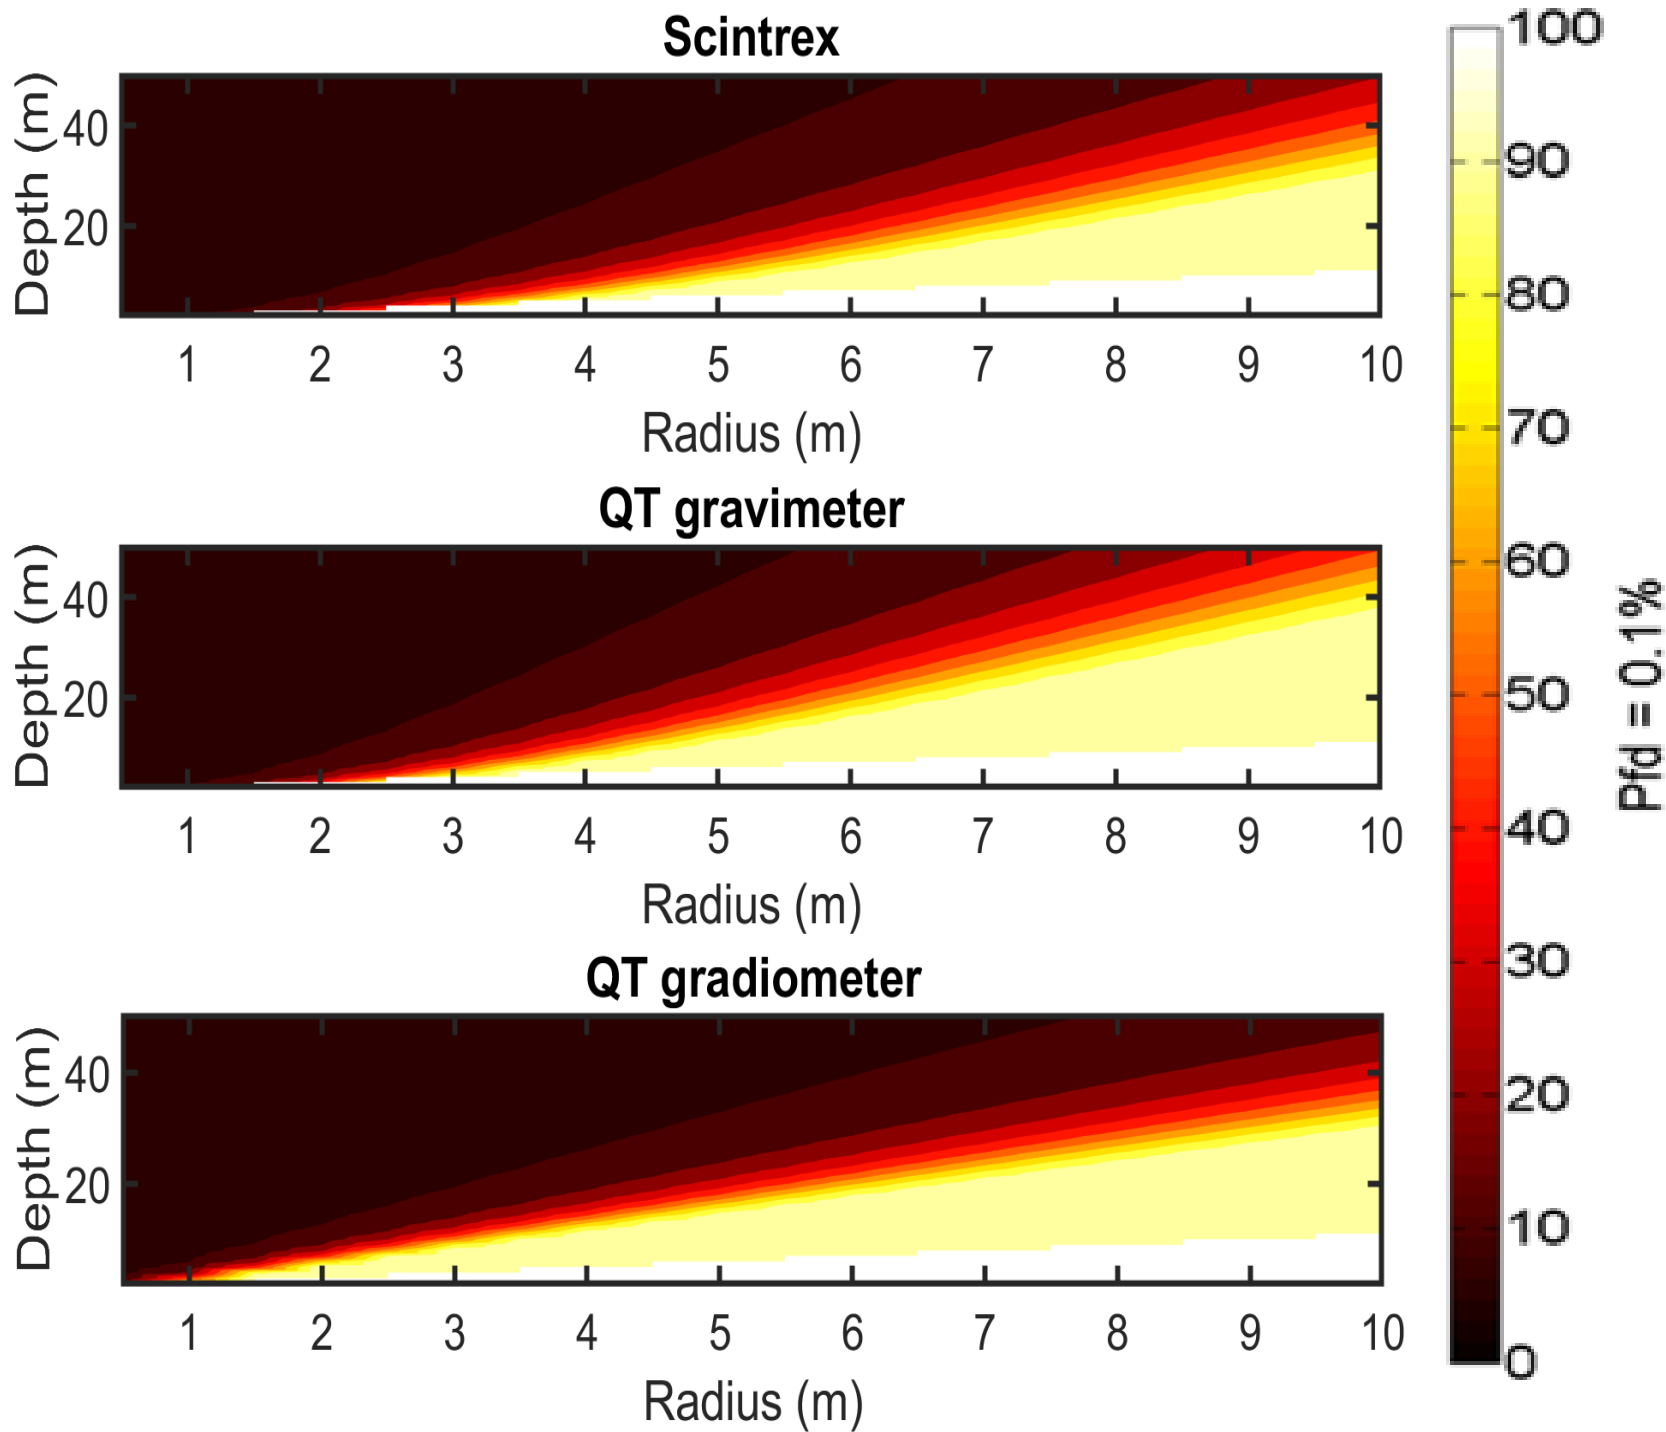 Scintrex
Depth (m)
40
20
1 2 3 4 5 6 7 8 9 10
Radius (m)
QT gravimeter
Depth (m)
40
20
1 2 3 4 5 6 7 8 9 10
Radius (m)
QT gradiometer
Depth (m)
40
20
1 2 3 4 5 6 7 8 9 10
Radius (m)
100
90
80
70
60
50
40
30
20
10
0
Pfd = 0.1%